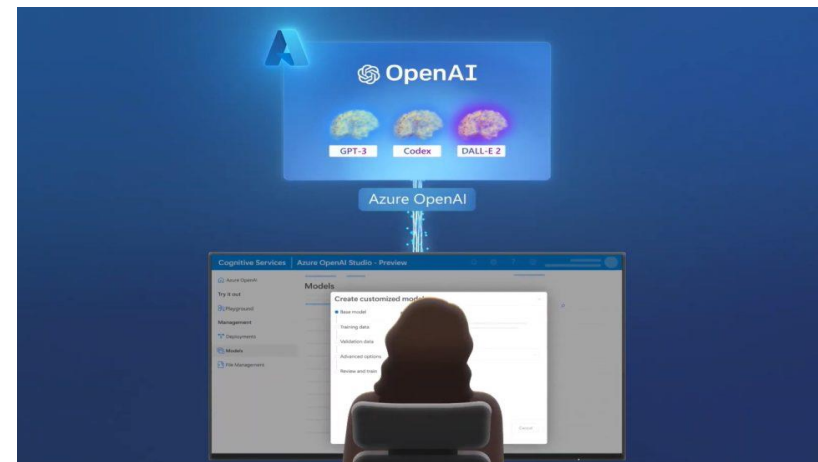 OpenAI
GPT-3 Codex DALL-E 2
Azure OpenAI
Cognitive Services | Azure OpenAI Studio - Preview
Azure OpenAI
Try it out
Playground
Management
Deployments
Models
File Management
Models
Create customized
Base model
Training data
Validation data
Advanced options
Review and train
Cancel